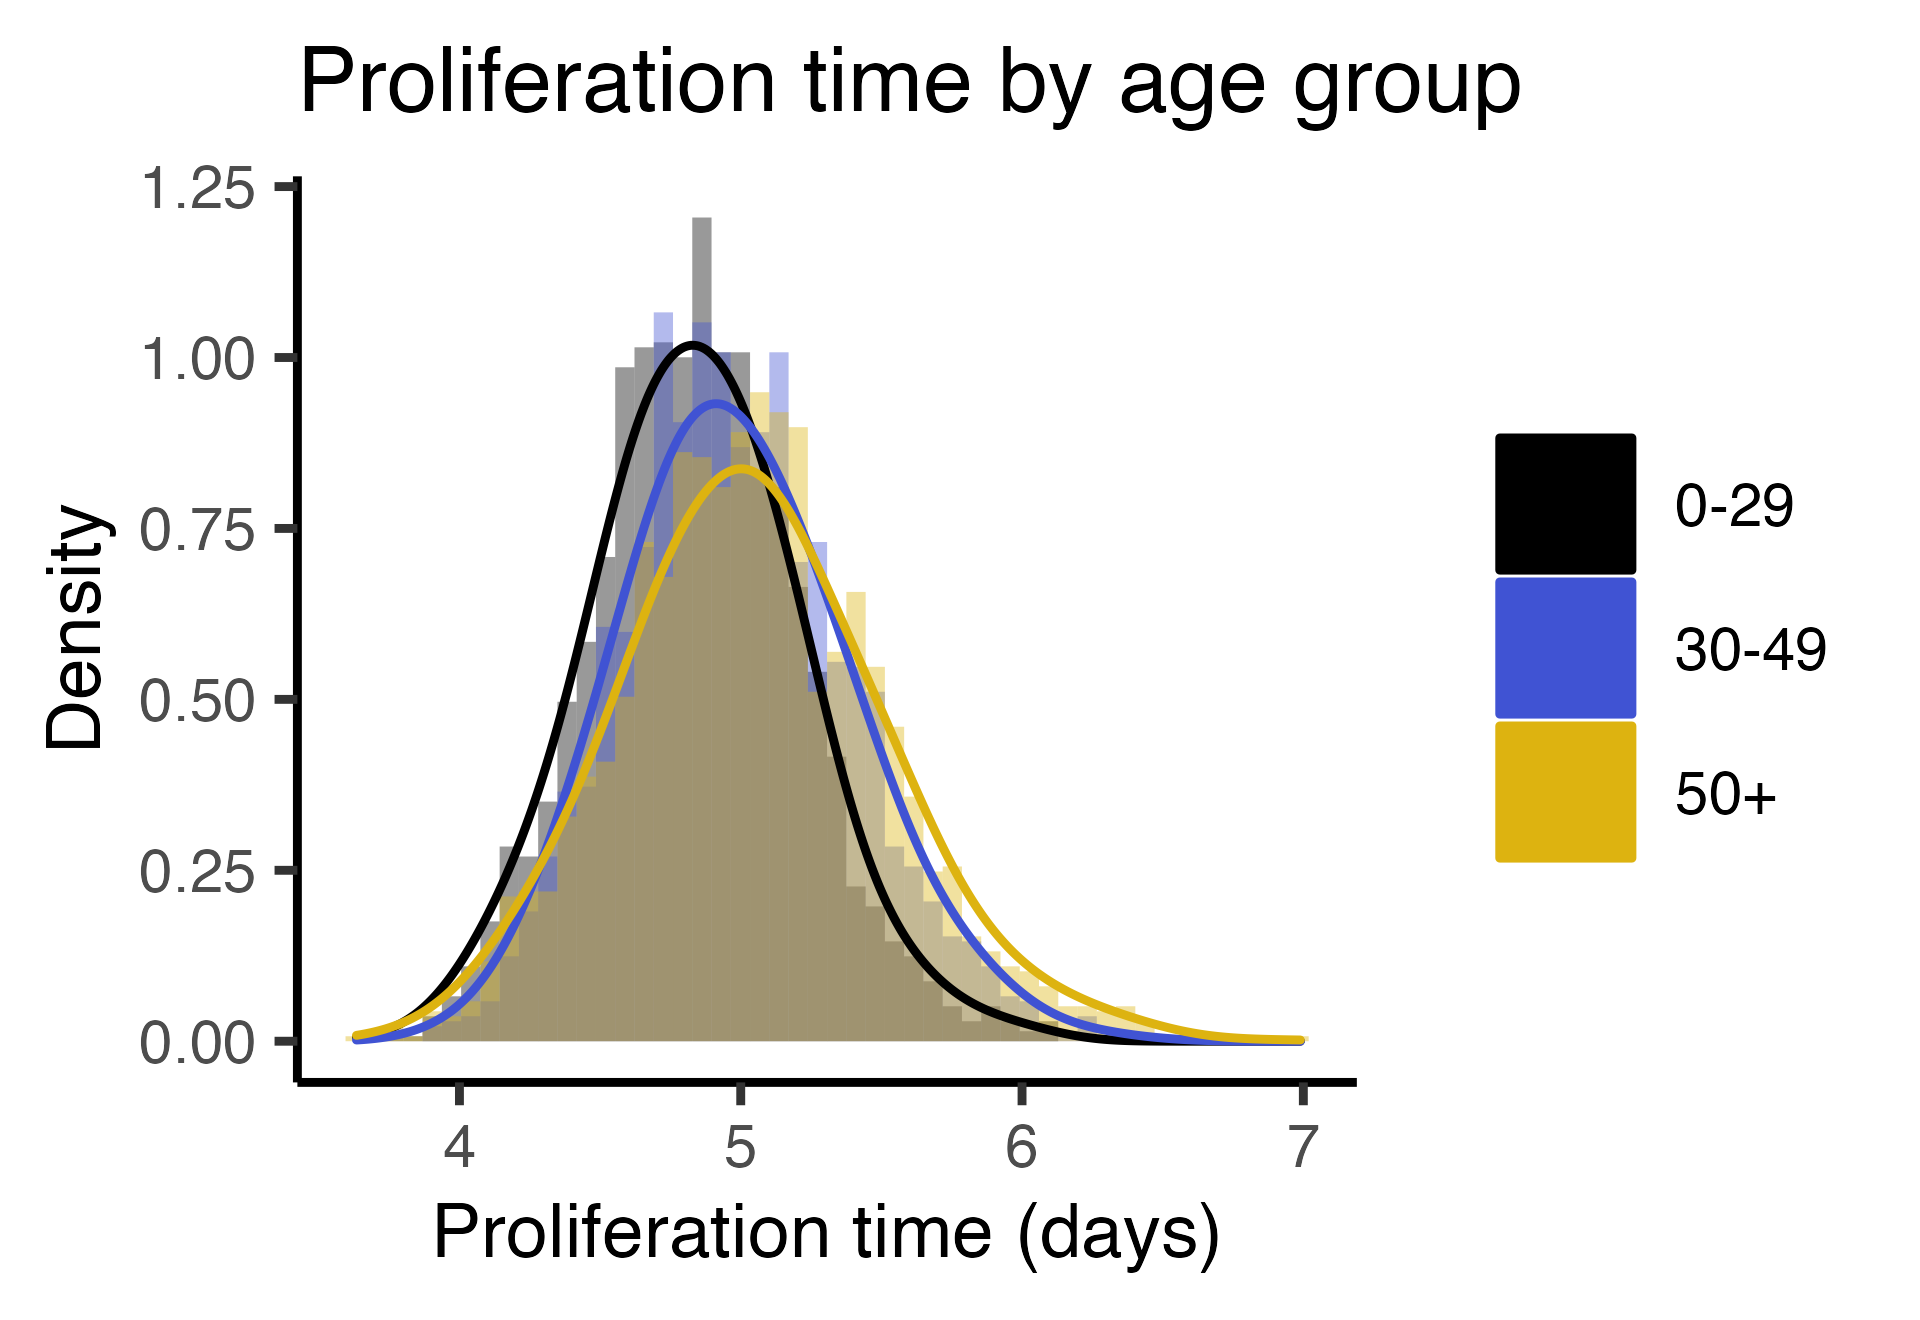 Proliferation time by age group
1.25
1.00
0.75
0.50
0.25
0.00
Density
4 5 6 7
Proliferation time (days)
0-29
30-49
50+